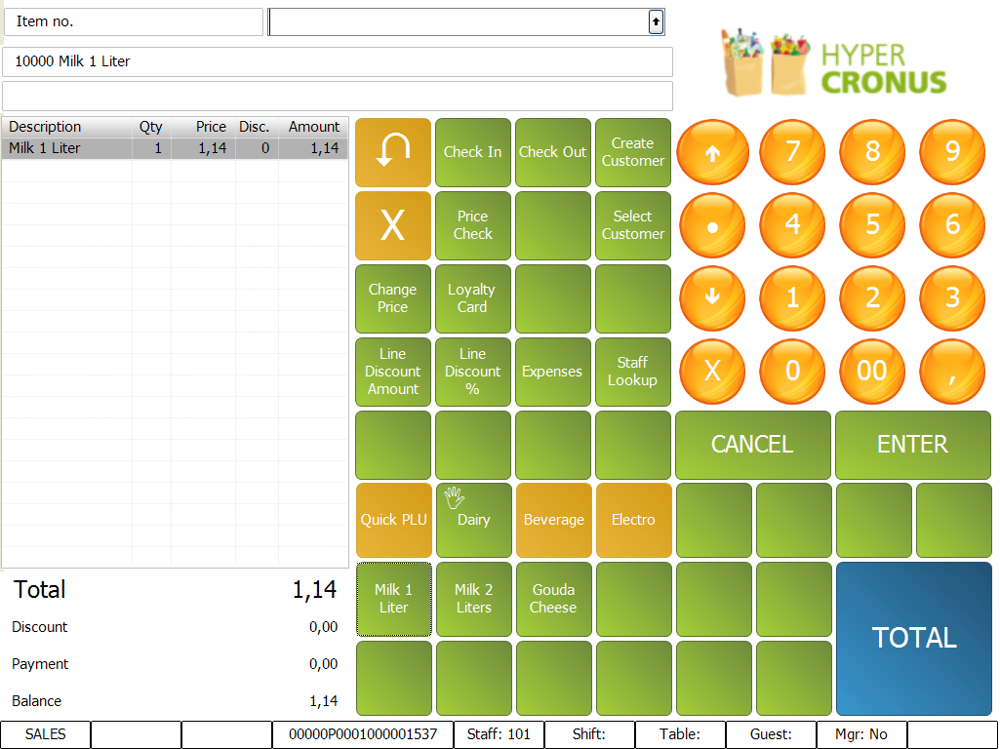 Item no.
10000 Milk 1 Liter
HYPER
CRONUS
Description Qty Price Disc. Amount
Milk 1 Liter 1 1,14 0 1,14
Check In
Check Out
Create
Customer
7
8
9
X
Price
Check
Select
Customer
4
5
6
Change
Price
Loyalty
Card
1
2
3
Line
Discount
Amount
Line
Discount
%
Expenses
Staff
Lookup
X
0
00
,
CANCEL
ENTER
Quick PLU
Dairy
Beverage
Electro
Milk 1
Liter
Milk 2
Liters
Gouda
Cheese
TOTAL
Total 1,14
Discount 0,00
Payment 0,00
Balance 1,14
SALES
00000P0001000001537
Staff: 101
Shift:
Table:
Guest:
Mgr: No